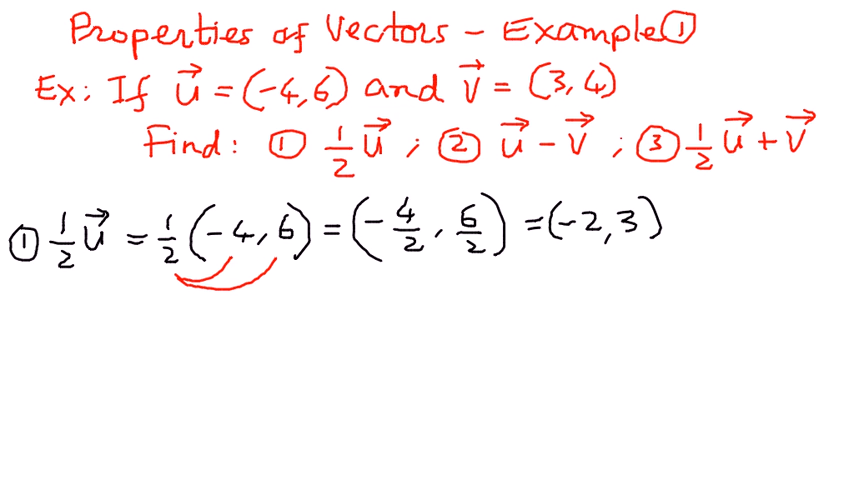 Properties of Vectors - Example ①
Ex: If u⃗ = (-4,6) and v⃗ = (3,4)
Find: ① 1/2 u⃗ ; ② u⃗ - v⃗ ; ③ 1/2 u⃗ + v⃗
① 1/2 u⃗ = 1/2 (-4,6) = (-4/2, 6/2) = (-2,3)